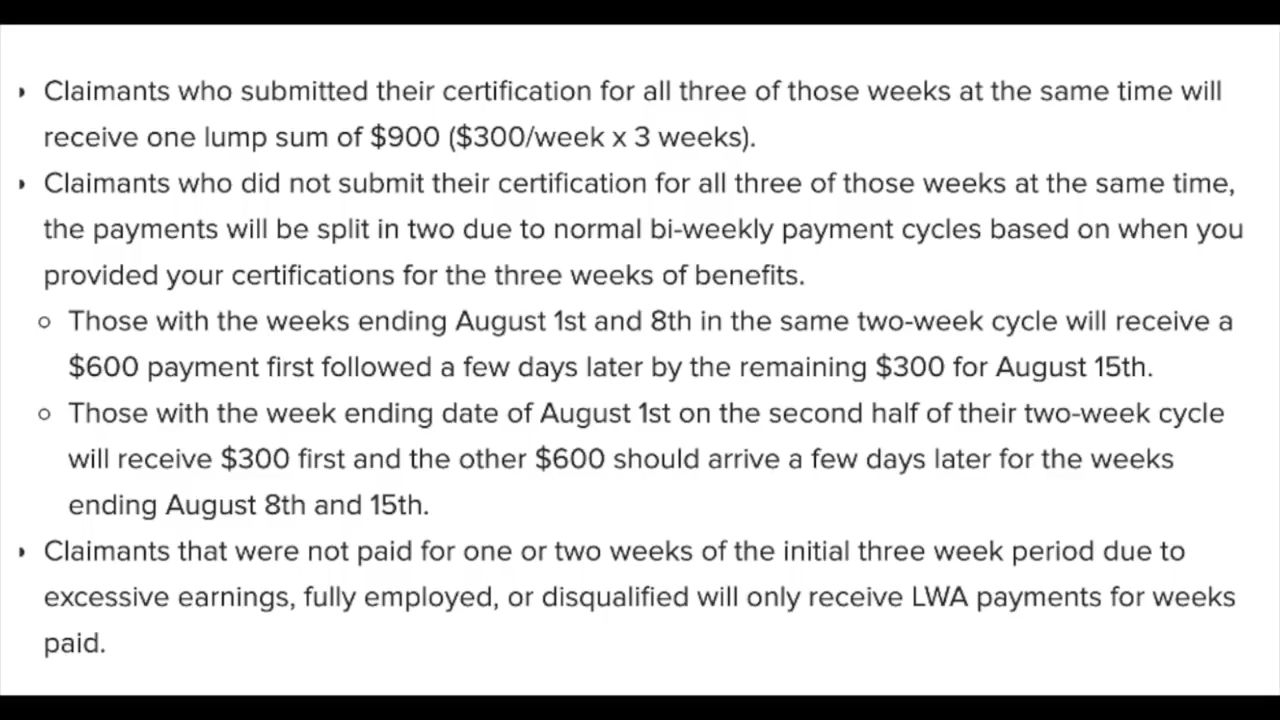 Claimants who submitted their certification for all three of those weeks at the same time will
receive one lump sum of $900 ($300/week x 3 weeks).
Claimants who did not submit their certification for all three of those weeks at the same time,
the payments will be split in two due to normal bi-weekly payment cycles based on when you
provided your certifications for the three weeks of benefits.
Those with the weeks ending August 1st and 8th in the same two-week cycle will receive a
$600 payment first followed a few days later by the remaining $300 for August 15th.
Those with the week ending date of August 1st on the second half of their two-week cycle
will receive $300 first and the other $600 should arrive a few days later for the weeks
ending August 8th and 15th.
Claimants that were not paid for one or two weeks of the initial three week period due to
excessive earnings, fully employed, or disqualified will only receive LWA payments for weeks
paid.